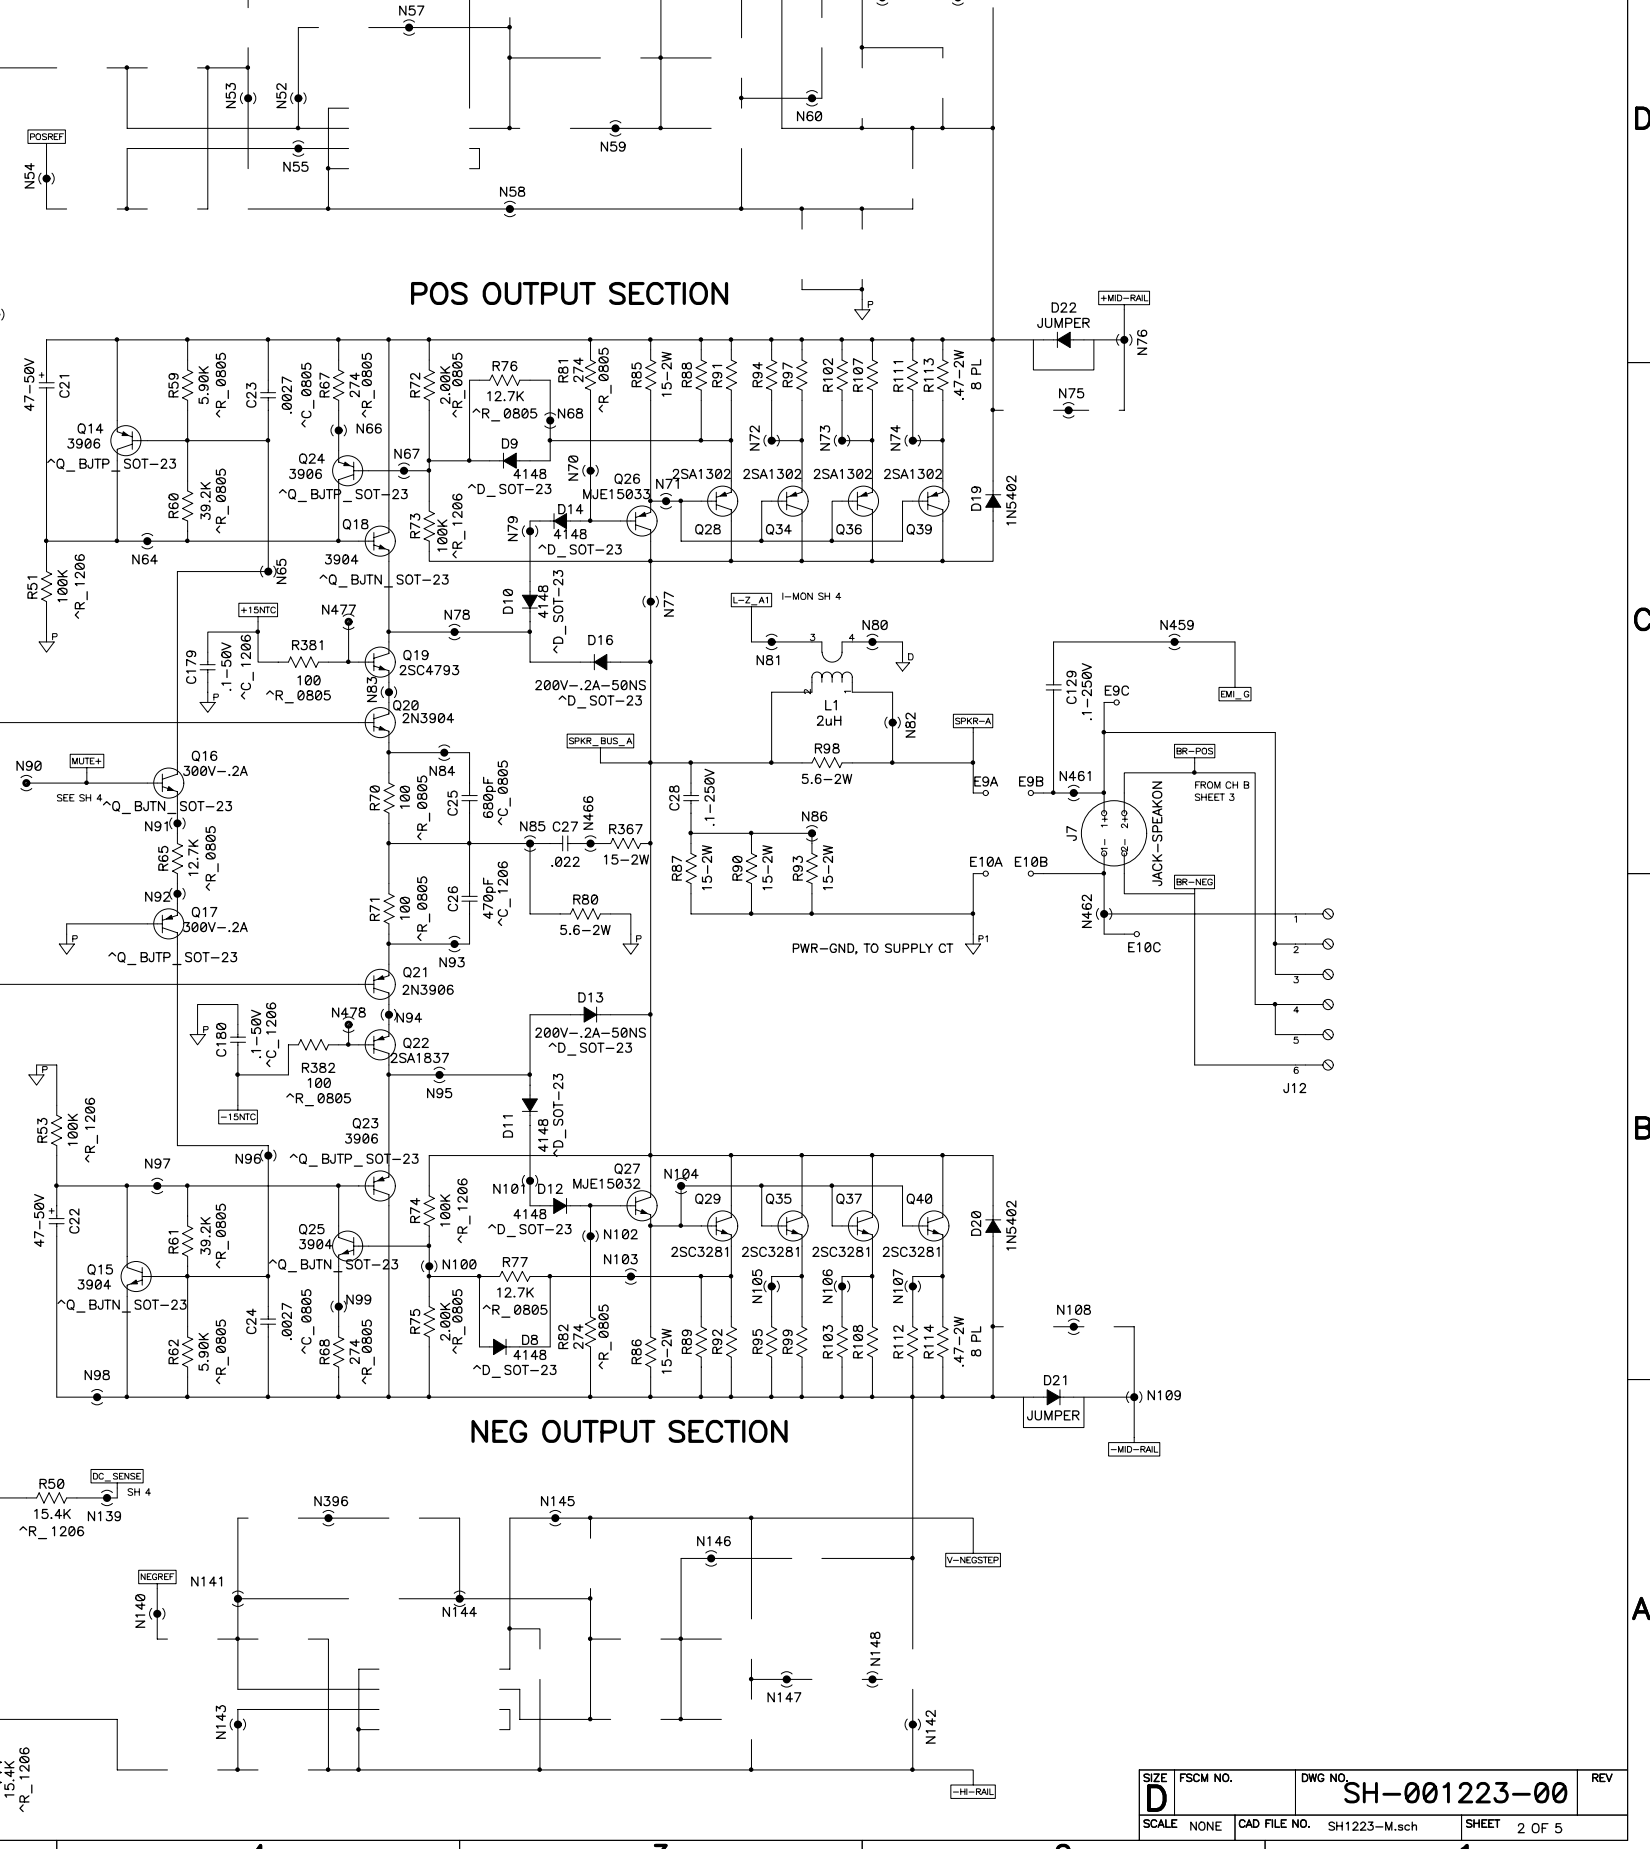 N57
N53
N52
N60
POSREF
N54
N55
N59
N58
D
POS OUTPUT SECTION
P
+MID-RAIL
D22
JUMPER
N76
N75
47-50V
+
C21
R59
5.90K
^R_0805
C23
.0027
^C_0805
R67
274
^R_0805
R72
2.00K
^R_0805
R76
12.7K
^R_0805
N68
R81
274
^R_0805
R85
15-2W
R88
R91
R94
R97
R102
R107
R111
R113
.47-2W
8 PL
Q14
3906
^Q_BJTP_SOT-23
N66
Q24
3906
^Q_BJTP_SOT-23
N67
D9
4148
^D_SOT-23
N70
N72
N73
N74
R60
39.2K
^R_0805
R73
100K
^R_1206
Q26
MJE15033
N71
2SA1302
2SA1302
2SA1302
2SA1302
Q28
Q34
Q36
Q39
D19
1N5402
N64
Q18
3904
^Q_BJTN_SOT-23
N79
D14
4148
^D_SOT-23
N65
R51
100K
^R_1206
P
D10
4148
^D_SOT-23
N77
L-Z_A1
I-MON SH 4
C
+15NTC
N477
N78
D16
200V-.2A-50NS
^D_SOT-23
C179
.1-50V
^C_1206
P
R381
100
^R_0805
Q19
2SC4793
N83
Q20
2N3904
N81
3
4
N80
D
2
1
L1
2uH
N82
SPKR-A
N459
C129
.1-250V
E9C
EMI_G
SPKR_BUS_A
R98
5.6-2W
N90
MUTE+
SEE SH 4
Q16
300V-.2A
^Q_BJTN_SOT-23
N84
R70
100
^R_0805
C25
680pF
^C_0805
C28
.1-250V
E9A
E9B
N461
BR-POS
FROM CH B
SHEET 3
N91
R65
12.7K
^R_0805
N85
C27
.022
N466
R367
15-2W
N86
R87
15-2W
R90
15-2W
R93
15-2W
E10A
E10B
J7
1+
2+
1-
2-
JACK-SPEAKON
BR-NEG
N92
Q17
300V-.2A
^Q_BJTP_SOT-23
P
R71
100
^R_0805
C26
470pF
^C_1206
N93
R80
5.6-2W
P
PWR-GND, TO SUPPLY CT
P1
N462
E10C
1
2
3
4
5
6
J12
Q21
2N3906
P
C180
.1-50V
^C_1206
N478
N94
Q22
2SA1837
D13
200V-.2A-50NS
^D_SOT-23
R382
100
^R_0805
-15NTC
N95
P
R53
100K
^R_1206
D11
4148
^D_SOT-23
Q23
3906
^Q_BJTP_SOT-23
B
N96
N97
47-50V
+
C22
R61
39.2K
^R_0805
Q25
3904
^Q_BJTN_SOT-23
R74
100K
^R_1206
N101
D12
4148
^D_SOT-23
Q27
MJE15032
N104
Q29
Q35
Q37
Q40
2SC3281
2SC3281
2SC3281
2SC3281
D20
1N5402
N102
N103
Q15
3904
^Q_BJTN_SOT-23
N100
R77
12.7K
^R_0805
N105
N106
N107
R62
5.90K
^R_0805
C24
.0027
^C_0805
N99
R68
274
^R_0805
R75
2.00K
^R_0805
D8
4148
^D_SOT-23
R82
274
^R_0805
R86
15-2W
R89
R92
R95
R99
R103
R108
R112
R114
.47-2W
8 PL
N108
N98
D21
JUMPER
N109
-MID-RAIL
NEG OUTPUT SECTION
R50
15.4K
^R_1206
DC_SENSE
SH 4
N139
N396
N145
N146
V-NEGSTEP
NEGREF
N140
N141
N144
A
N148
N147
N143
N142
15.4K
^R_1206
-HI-RAIL
SIZE
D
FSCM NO.
DWG NO.
SH-001223-00
REV
SCALE
NONE
CAD FILE NO.
SH1223-M.sch
SHEET
2 OF 5